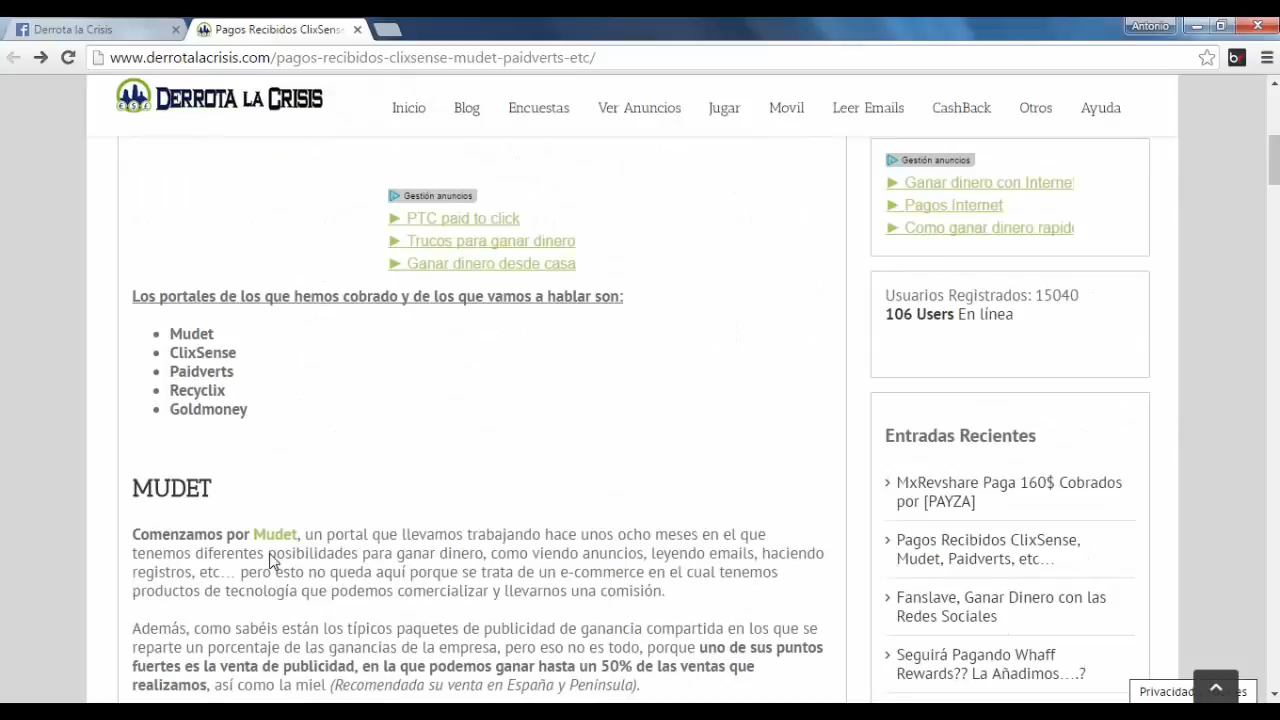 Derrota la Crisis
Pagos Recibidos ClixSens
Antonio
www.derrotalacrisis.com/pagos-recibidos-clixsense-mudet-paidverts-etc/
DERROTA LA CRISIS
Inicio Blog Encuestas Ver Anuncios Jugar Movil Leer Emails CashBack Otros Ayuda
Gestión anuncios
► PTC paid to click
► Trucos para ganar dinero
► Ganar dinero desde casa
Los portales de los que hemos cobrado y de los que vamos a hablar son:
• Mudet
• ClixSense
• Paidverts
• Recyclix
• Goldmoney
MUDET
Comenzamos por Mudet, un portal que llevamos trabajando hace unos ocho meses en el que
tenemos diferentes posibilidades para ganar dinero, como viendo anuncios, leyendo emails, haciendo
registros, etc… pero esto no queda aquí porque se trata de un e-commerce en el cual tenemos
productos de tecnología que podemos comercializar y llevarnos una comisión.
Además, como sabéis están los típicos paquetes de publicidad de ganancia compartida en los que se
reparte un porcentaje de las ganancias de la empresa, pero eso no es todo, porque uno de sus puntos
fuertes es la venta de publicidad, en la que podemos ganar hasta un 50% de las ventas que
realizamos, así como la miel (Recomendada su venta en España y Peninsula).
Gestión anuncios
► Ganar dinero con Interne
► Pagos Internet
► Como ganar dinero rapid
Usuarios Registrados: 15040
106 Users En línea
Entradas Recientes
› MxRevshare Paga 160$ Cobrados
por [PAYZA]
› Pagos Recibidos ClixSense,
Mudet, Paidverts, etc…
› Fanslave, Ganar Dinero con las
Redes Sociales
› Seguirá Pagando Whaff
Rewards?? La Añadimos….?
Privacidad